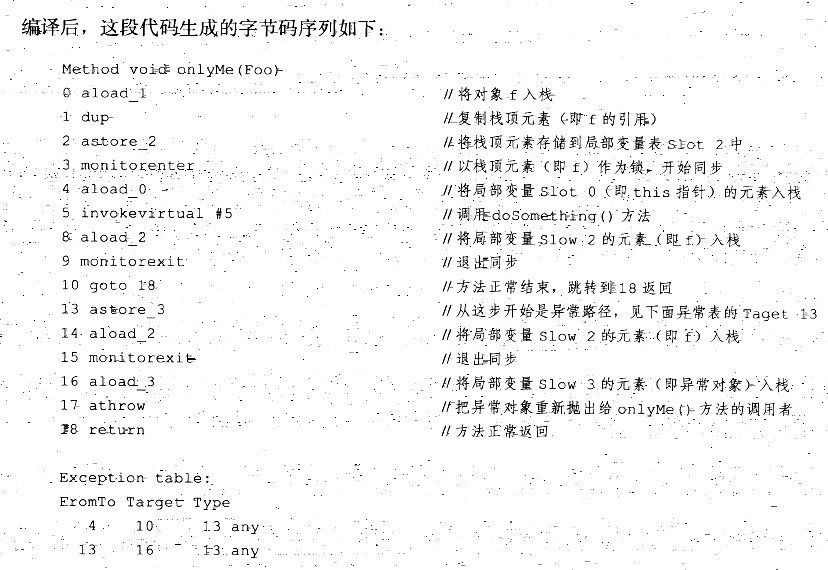 编译后，这段代码生成的字节码序列如下：
Method void onlyMe(Foo)
0 aload_1 //将对象 f 入栈
1 dup //复制栈顶元素（即 f 的引用）
2 astore_2 //将栈顶元素存储到局部变量表 Slot 2 中
3 monitorenter //以栈顶元素（即 f）作为锁，开始同步
4 aload_0 //将局部变量 Slot 0（即 this 指针）的元素入栈
5 invokevirtual #5 //调用 doSomething() 方法
8 aload_2 //将局部变量 Slow 2 的元素（即 f）入栈
9 monitorexit //退出同步
10 goto 18 //方法正常结束，跳转到 18 返回
13 astore_3 //从这步开始是异常路径，见下面异常表的 Taget 13
14 aload_2 //将局部变量 Slow 2 的元素（即 f）入栈
15 monitorexit //退出同步
16 aload_3 //将局部变量 Slow 3 的元素（即异常对象）入栈
17 athrow //把异常对象重新抛出给 onlyMe() 方法的调用者
18 return //方法正常返回
Exception table:
FromTo Target Type
4 10 13 any
13 16 13 any